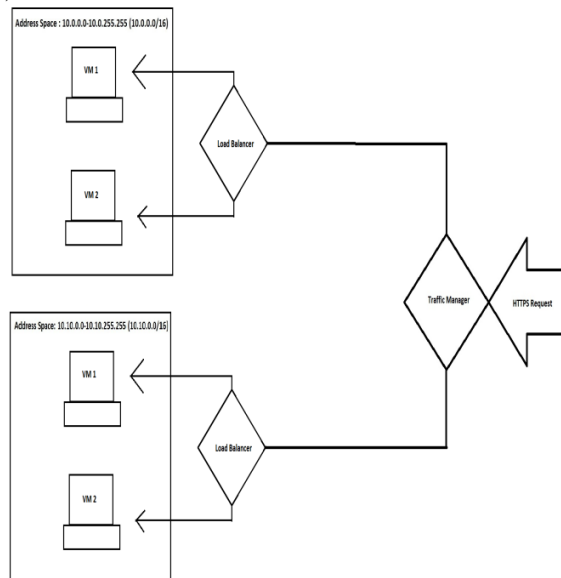 Address Space : 10.0.0.0-10.0.255.255 (10.0.0.0/16)
VM 1
Load Balancer
VM 2
Traffic Manager
HTTPS Request
Address Space: 10.10.0.0-10.10.255.255 (10.10.0.0/16)
VM 1
Load Balancer
VM 2